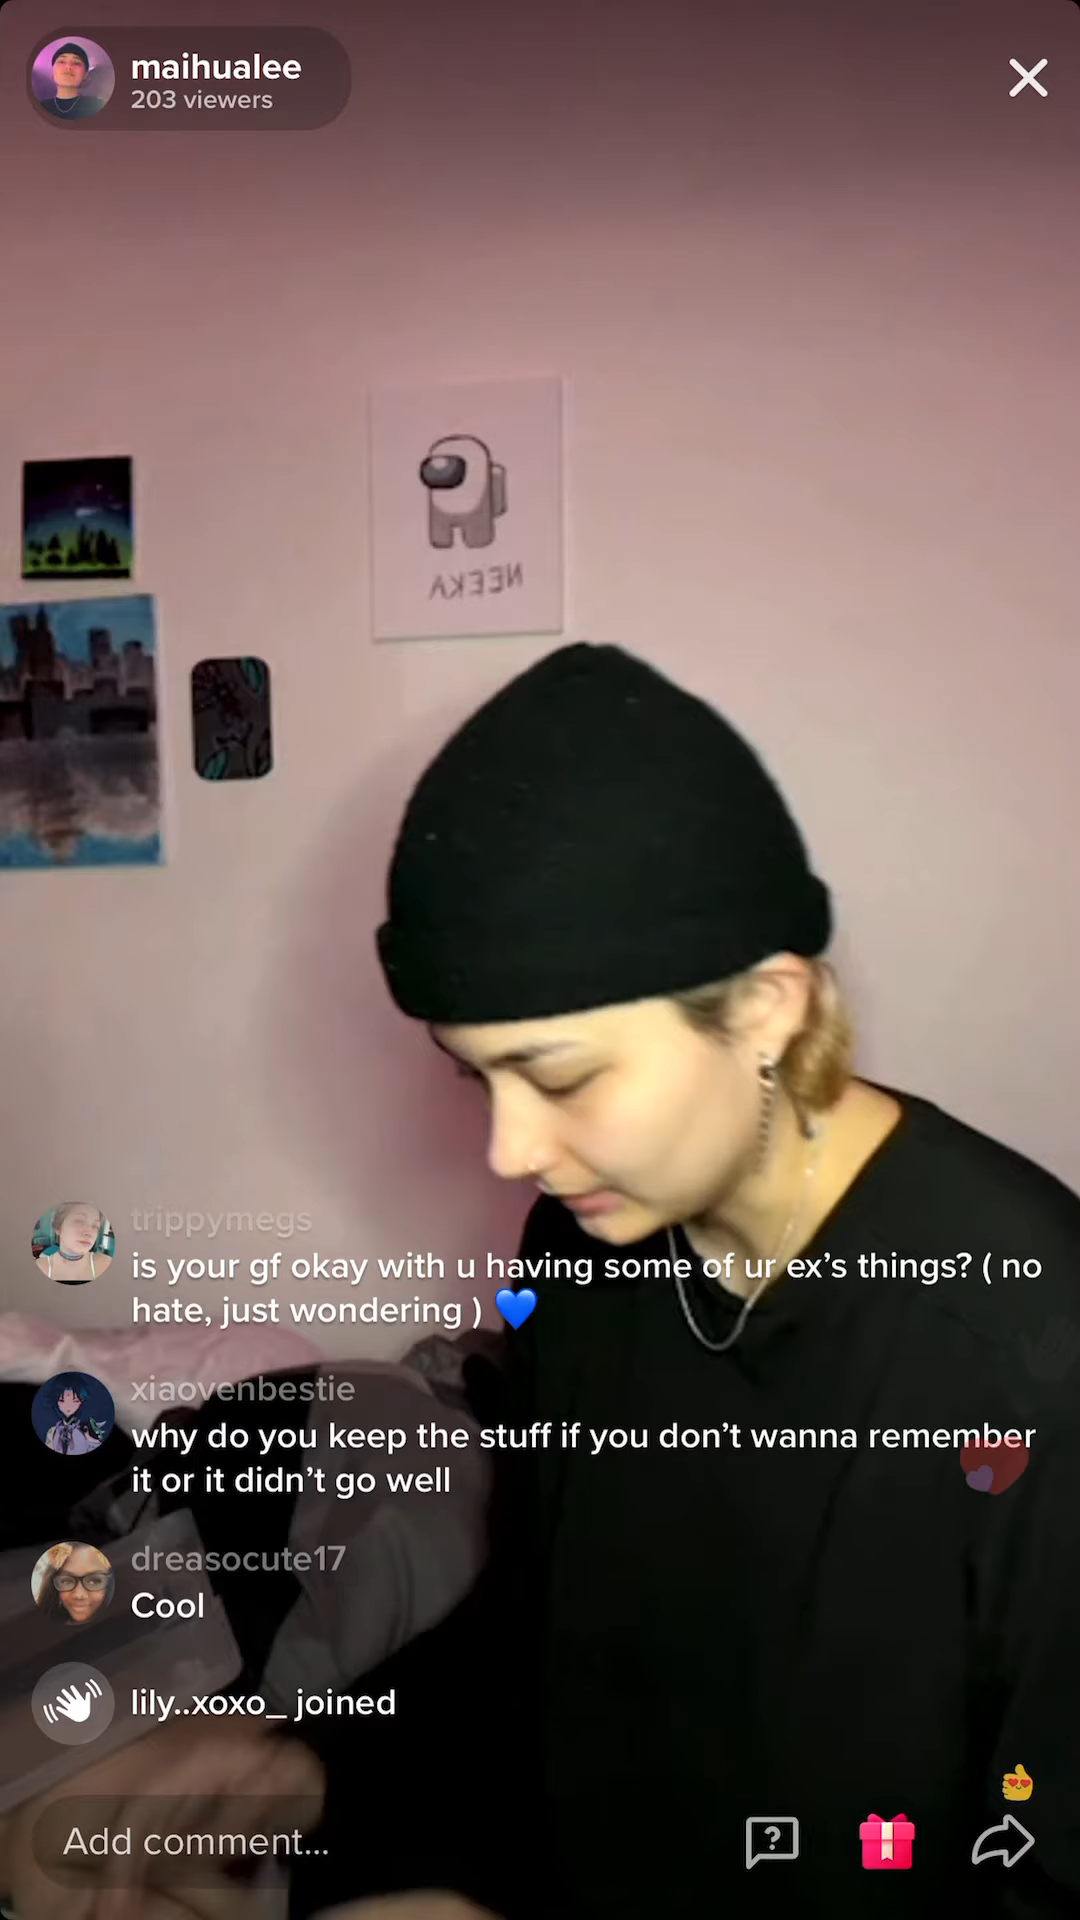 maihualee
203 viewers
NEEKA
trippymegs
is your gf okay with u having some of ur ex’s things? ( no
hate, just wondering ) 💙
xiaovenbestie
why do you keep the stuff if you don’t wanna remember
it or it didn’t go well
dreasocute17
Cool
lily..xoxo_ joined
Add comment...